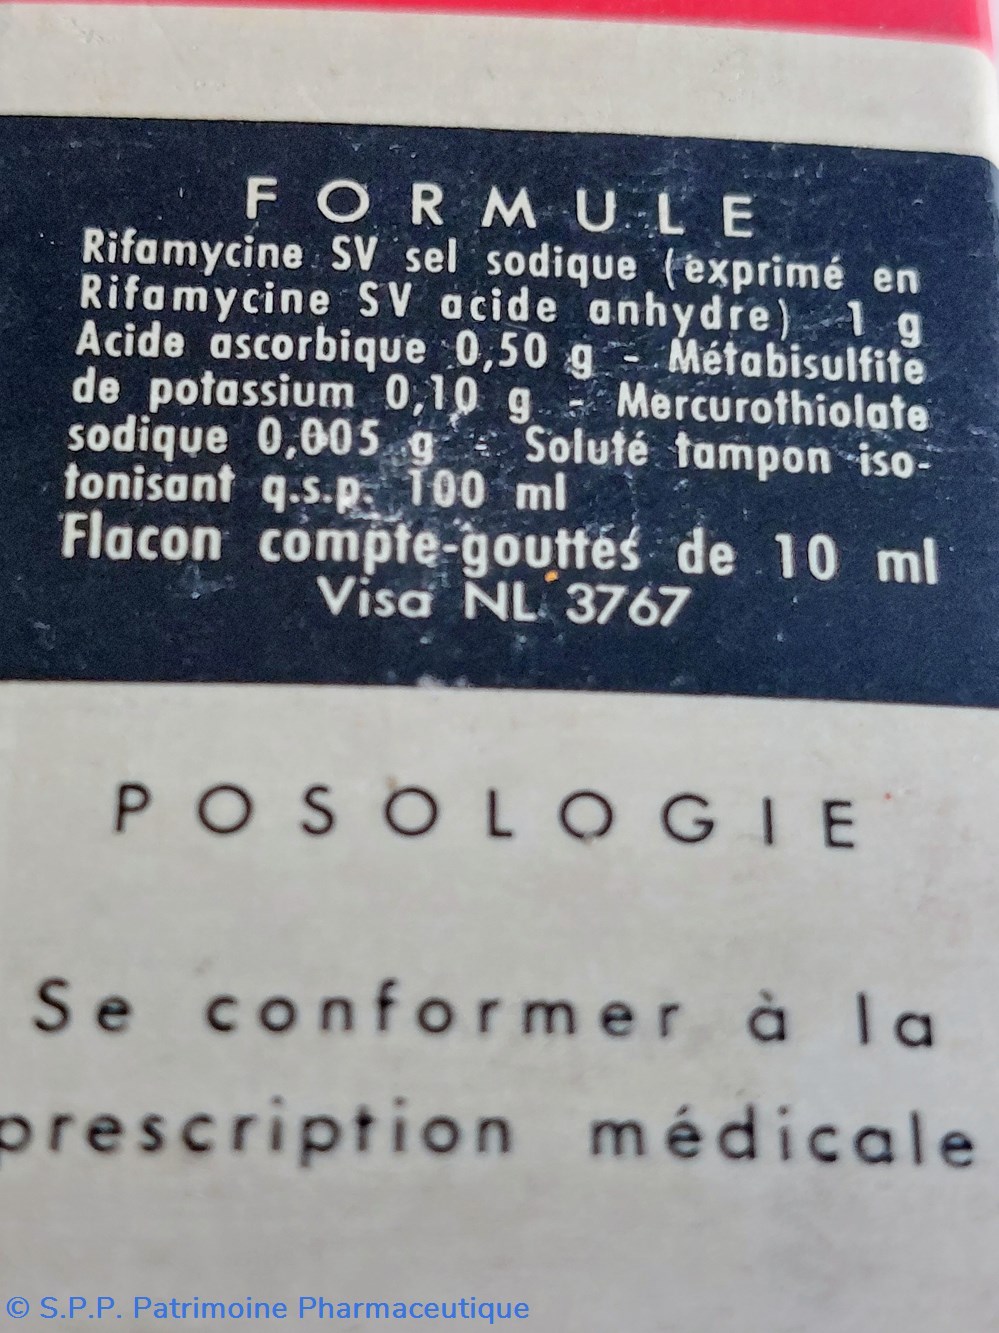 FORMULE
Rifamycine SV sel sodique (exprimé en
Rifamycine SV acide anhydre) 1 g
Acide ascorbique 0,50 g - Métabisulfite
de potassium 0,10 g - Mercurothiolate
sodique 0,005 g - Soluté tampon iso-
tonisant q.s.p. 100 ml
Flacon compte-gouttes de 10 ml
Visa NL 3767
POSOLOGIE
Se conformer à la
prescription médicale
© S.P.P. Patrimoine Pharmaceutique